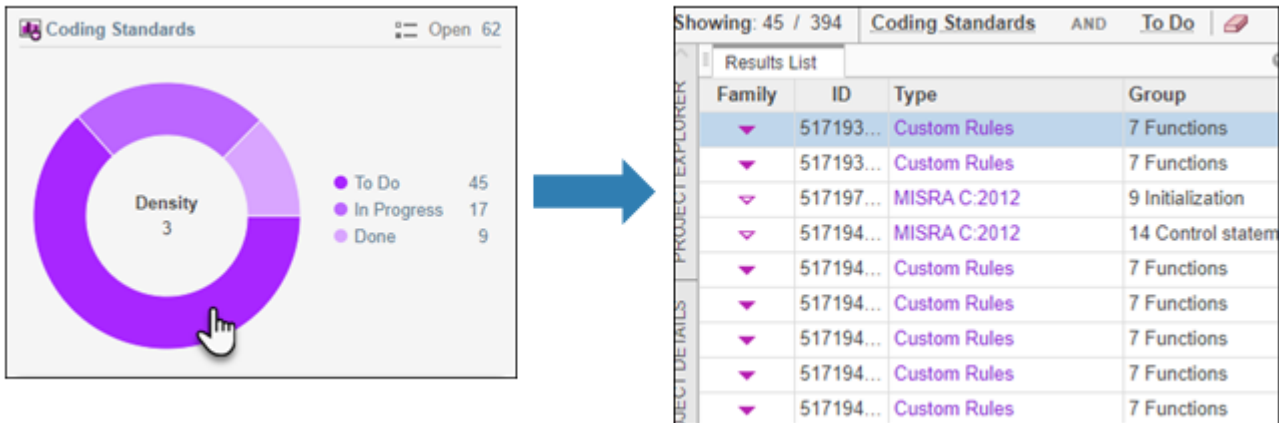 Coding Standards Open 62
Density
3
To Do 45
In Progress 17
Done 9
Showing: 45 / 394 Coding Standards AND To Do
Results List
PROJECT EXPLORER
Family ID Type Group
517193... Custom Rules 7 Functions
517193... Custom Rules 7 Functions
517197... MISRA C:2012 9 Initialization
517194... MISRA C:2012 14 Control statem
517194... Custom Rules 7 Functions
517194... Custom Rules 7 Functions
517194... Custom Rules 7 Functions
517194... Custom Rules 7 Functions
517194... Custom Rules 7 Functions
JECT DETAILS